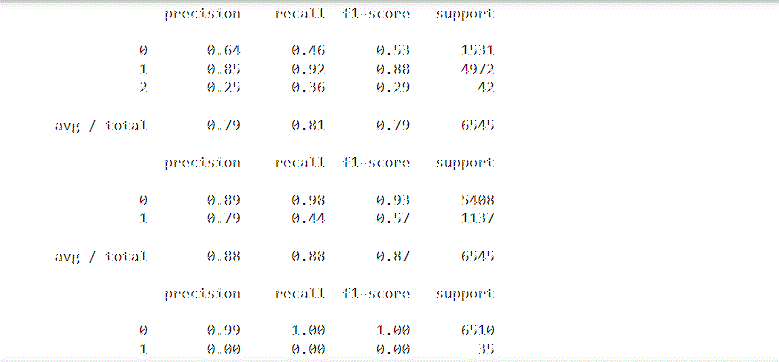 precision recall f1-score support
0 0.64 0.46 0.53 1531
1 0.85 0.92 0.88 4972
2 0.25 0.36 0.29 42
avg / total 0.79 0.81 0.79 6545
precision recall f1-score support
0 0.89 0.98 0.93 5408
1 0.79 0.44 0.57 1137
avg / total 0.88 0.88 0.87 6545
precision recall f1-score support
0 0.99 1.00 1.00 6510
1 0.00 0.00 0.00 35